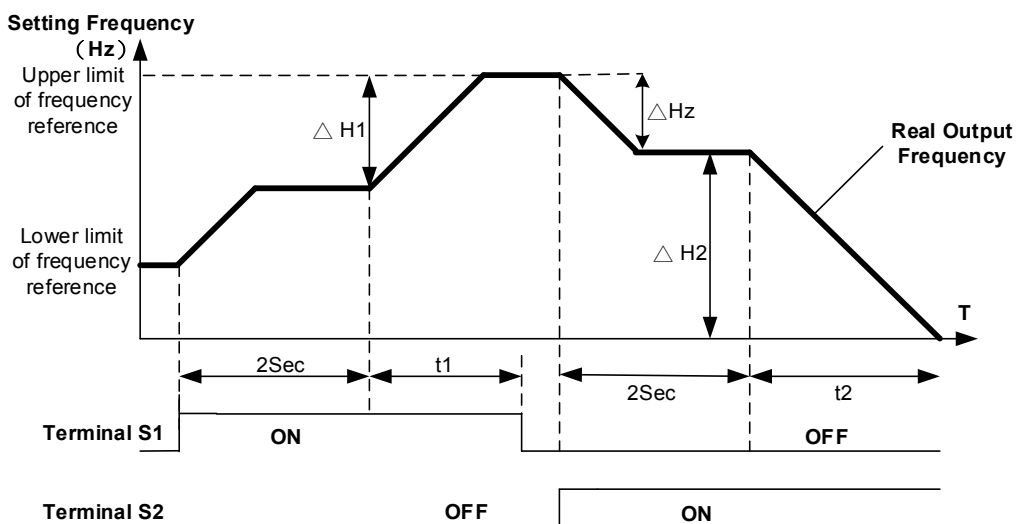 Setting Frequency
（Hz）
Upper limit
of frequency
reference
△ H1
△Hz
Real Output
Frequency
Lower limit
of frequency
reference
△ H2
T
2Sec
t1
2Sec
t2
Terminal S1
ON
OFF
Terminal S2
OFF
ON